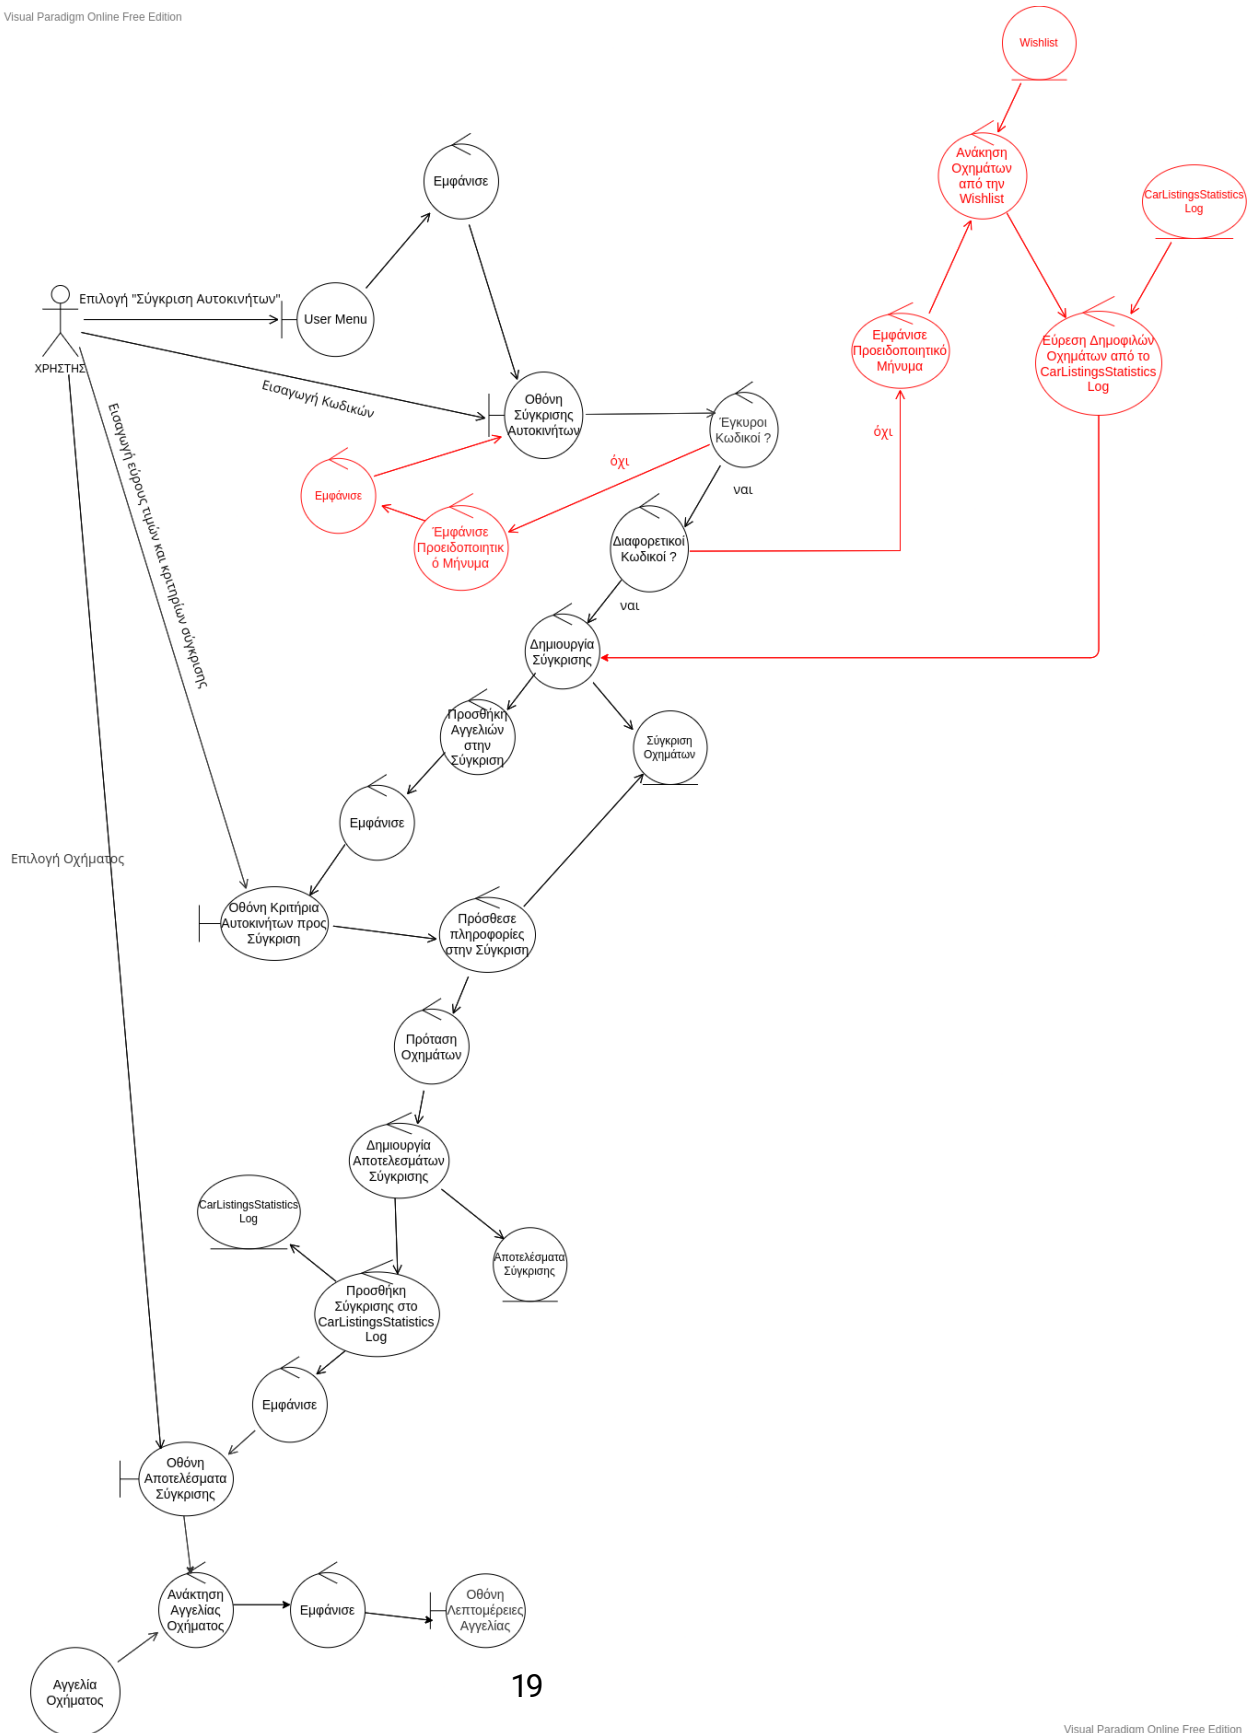 Visual Paradigm Online Free Edition
Wishlist
Ανάκηση
Οχημάτων
από την
Wishlist
CarListingsStatistics
Log
Εμφάνισε
Επιλογή "Σύγκριση Αυτοκινήτων"
User Menu
ΧΡΗΣΤΗΣ
Εμφάνισε
Προειδοποιητικό
Μήνυμα
Εύρεση Δημοφιλών
Οχημάτων από το
CarListingsStatistics
Log
Εισαγωγή Κωδικών
Οθόνη
Σύγκρισης
Αυτοκινήτων
Έγκυροι
Κωδικοί ?
όχι
όχι
ναι
Εμφάνισε
Έμφάνισε
Προειδοποιητικ
ό Μήνυμα
Διαφορετικοί
Κωδικοί ?
ναι
Εισαγωγή εύρους τιμών και κριτηρίων σύγκρισης
Δημιουργία
Σύγκρισης
Προσθήκη
Αγγελιών
στην
Σύγκριση
Σύγκριση
Οχημάτων
Εμφάνισε
Επιλογή Οχήματος
Οθόνη Κριτήρια
Αυτοκινήτων προς
Σύγκριση
Πρόσθεσε
πληροφορίες
στην Σύγκριση
Πρόταση
Οχημάτων
Δημιουργία
Αποτελεσμάτων
Σύγκρισης
CarListingsStatistics
Log
Αποτελέσματα
Σύγκρισης
Προσθήκη
Σύγκρισης στο
CarListingsStatistics
Log
Εμφάνισε
Οθόνη
Αποτελέσματα
Σύγκρισης
Ανάκτηση
Αγγελίας
Οχήματος
Εμφάνισε
Οθόνη
Λεπτομέρειες
Αγγελίας
Αγγελία
Οχήματος
19
Visual Paradigm Online Free Edition